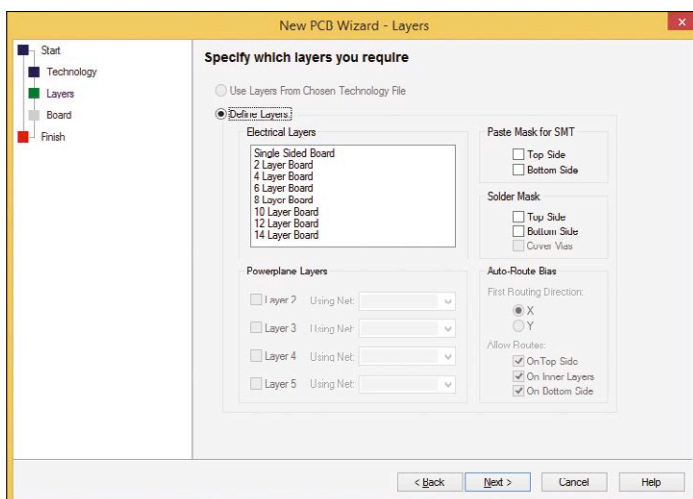 New PCB Wizard - Layers
Start
Technology
Layers
Board
Finish
Specify which layers you require
Use Layers From Chosen Technology File
Define Layers:
Electrical Layers
Single Sided Board
2 Layer Board
4 Layer Board
6 Layer Board
8 Layer Board
10 Layer Board
12 Layer Board
14 Layer Board
Paste Mask for SMT
Top Side
Bottom Side
Solder Mask
Top Side
Bottom Side
Cover Vias
Powerplane Layers
Layer 2 Using Net:
Layer 3 Using Net:
Layer 4 Using Net:
Layer 5 Using Net:
Auto-Route Bias
First Routing Direction:
X
Y
Allow Routes:
On Top Side
On Inner Layers
On Bottom Side
< Back Next > Cancel Help